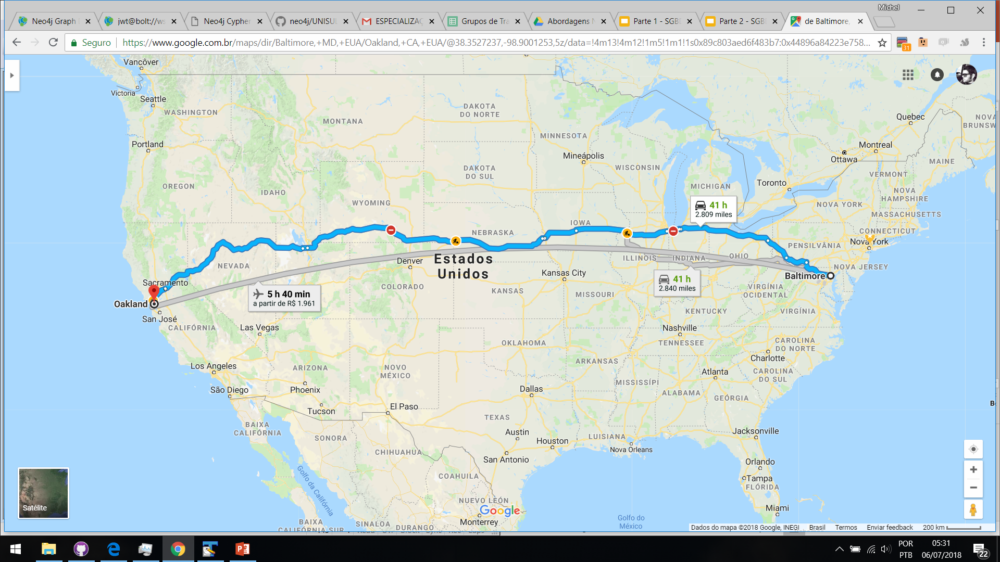 Michel
Neo4j Graph
jwt@bolt://ws
Neo4j Cypher
neo4j/UNISUL
ESPECIALIZAÇ
Grupos de Tra
Abordagens N
Parte 1 - SGB
Parte 2 - SGB
de Baltimore,
Seguro
https://www.google.com.br/maps/dir/Baltimore,+MD,+EUA/Oakland,+CA,+EUA/@38.3527237,-98.9001253,5z/data=!4m13!4m12!1m5!1m1!1s0x89c803aed6f483b7:0x44896a84223e758...
31
Vancôver
Victoria
Seattle
WASHINGTON
MONTANA
DAKOTA
DO NORTE
Quebec
NOVA
BRUNSW
Portland
MINNESOTA
Mineápolis
Montreal
Ottawa
MAINE
OREGON
IDAHO
DAKOTA
DO SUL
WISCONSIN
MICHIGAN
Toronto
VERMONT
NOVA
HAMPSHIRE
WYOMING
41 h
2.809 miles
NOVA YORK
MASSACHUSETTS
IOWA
NEBRASKA
CONNECTICUT
Nova York
PENSILVÂNIA
NEVADA
Denver
Estados
Unidos
ILLINOIS
INDIANA
OHIO
NOVA JERSEY
Sacramento
Kansas City
41 h
2.840 miles
Baltimore
5 h 40 min
a partir de R$ 1.961
COLORADO
KANSAS
MISSOURI
VIRGÍNIA
OCIDENTAL
Oakland
San José
CALIFÓRNIA
Las Vegas
KENTUCKY
VIRGÍNIA
Nashville
TENNESSEE
OKLAHOMA
CAROLINA
DO NORTE
Charlotte
Los Angeles
ARIZONA
NOVO
MÉXICO
ARKANSAS
Atlanta
CAROLINA
DO SUL
São Diego
Phoenix
Dallas
MISSISSÍPI
ALABAMA
GEÓRGIA
Tucson
El Paso
TEXAS
BAIXA
CALIFÓRNIA
SONORA
Austin
Houston
LUISIANA
Nova Orleans
Jacksonville
CHIHUAHUA
San Antonio
Orlando
Tampa
FLÓRIDA
COAHUILA
Golfo da Califórnia
NUEVO LEÓN
Google
Monterrey
Miami
Satélite
BAIXA
CALIFÓRNIA SUR
SINALOA
DURANGO
Golfo do
México
Dados do mapa ©2018 Google, INEGI
Brasil
Termos
Enviar feedback
200 km
POR
PTB
05:31
06/07/2018
22